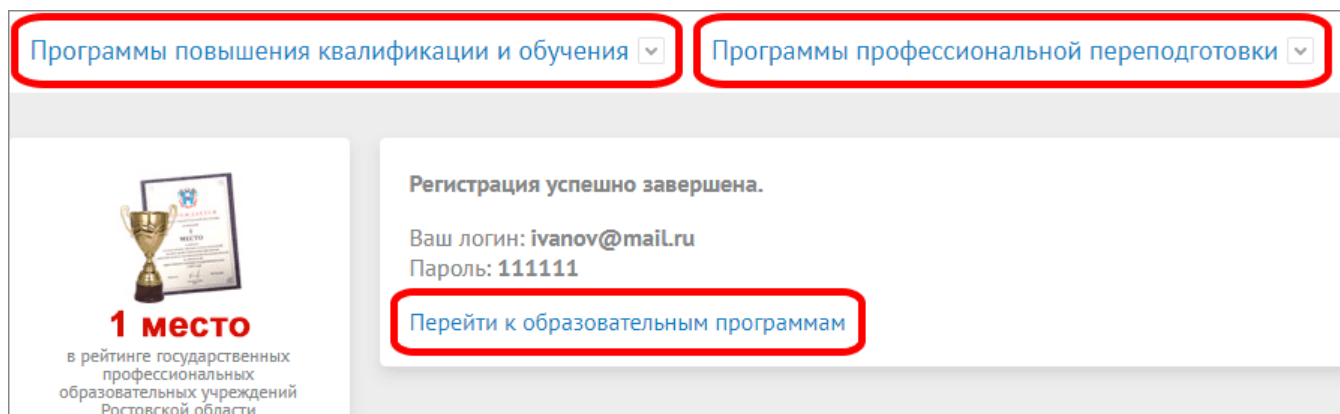 Программы повышения квалификации и обучения
Программы профессиональной переподготовки
Регистрация успешно завершена.
Ваш логин: ivanov@mail.ru
Пароль: 111111
Перейти к образовательным программам
МЕСТО
1 место
в рейтинге государственных
профессиональных
образовательных учреждений
Ростовской области